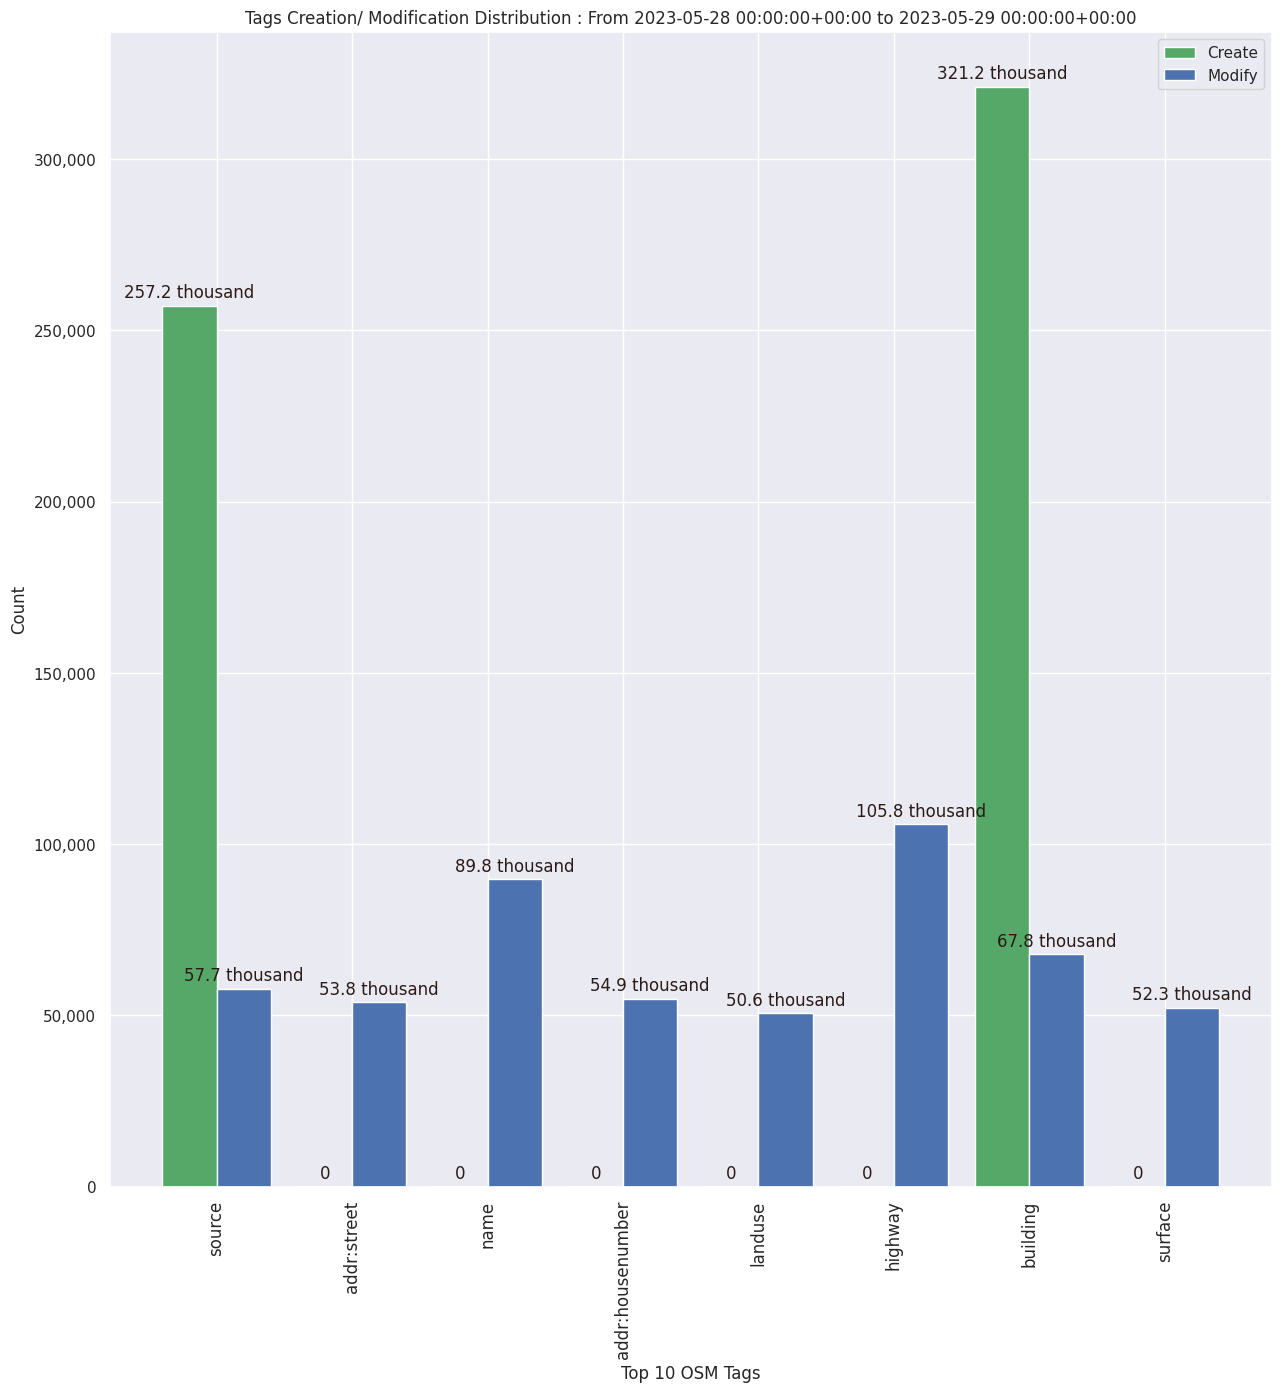 Tags Creation/ Modification Distribution : From 2023-05-28 00:00:00+00:00 to 2023-05-29 00:00:00+00:00
Create
Modify
321.2 thousand
300,000
257.2 thousand
250,000
200,000
Count
150,000
105.8 thousand
100,000
89.8 thousand
67.8 thousand
57.7 thousand
53.8 thousand
54.9 thousand
50.6 thousand
52.3 thousand
50,000
0
0
0
0
0
0
0
source
addr:street
name
addr:housenumber
landuse
highway
building
surface
Top 10 OSM Tags